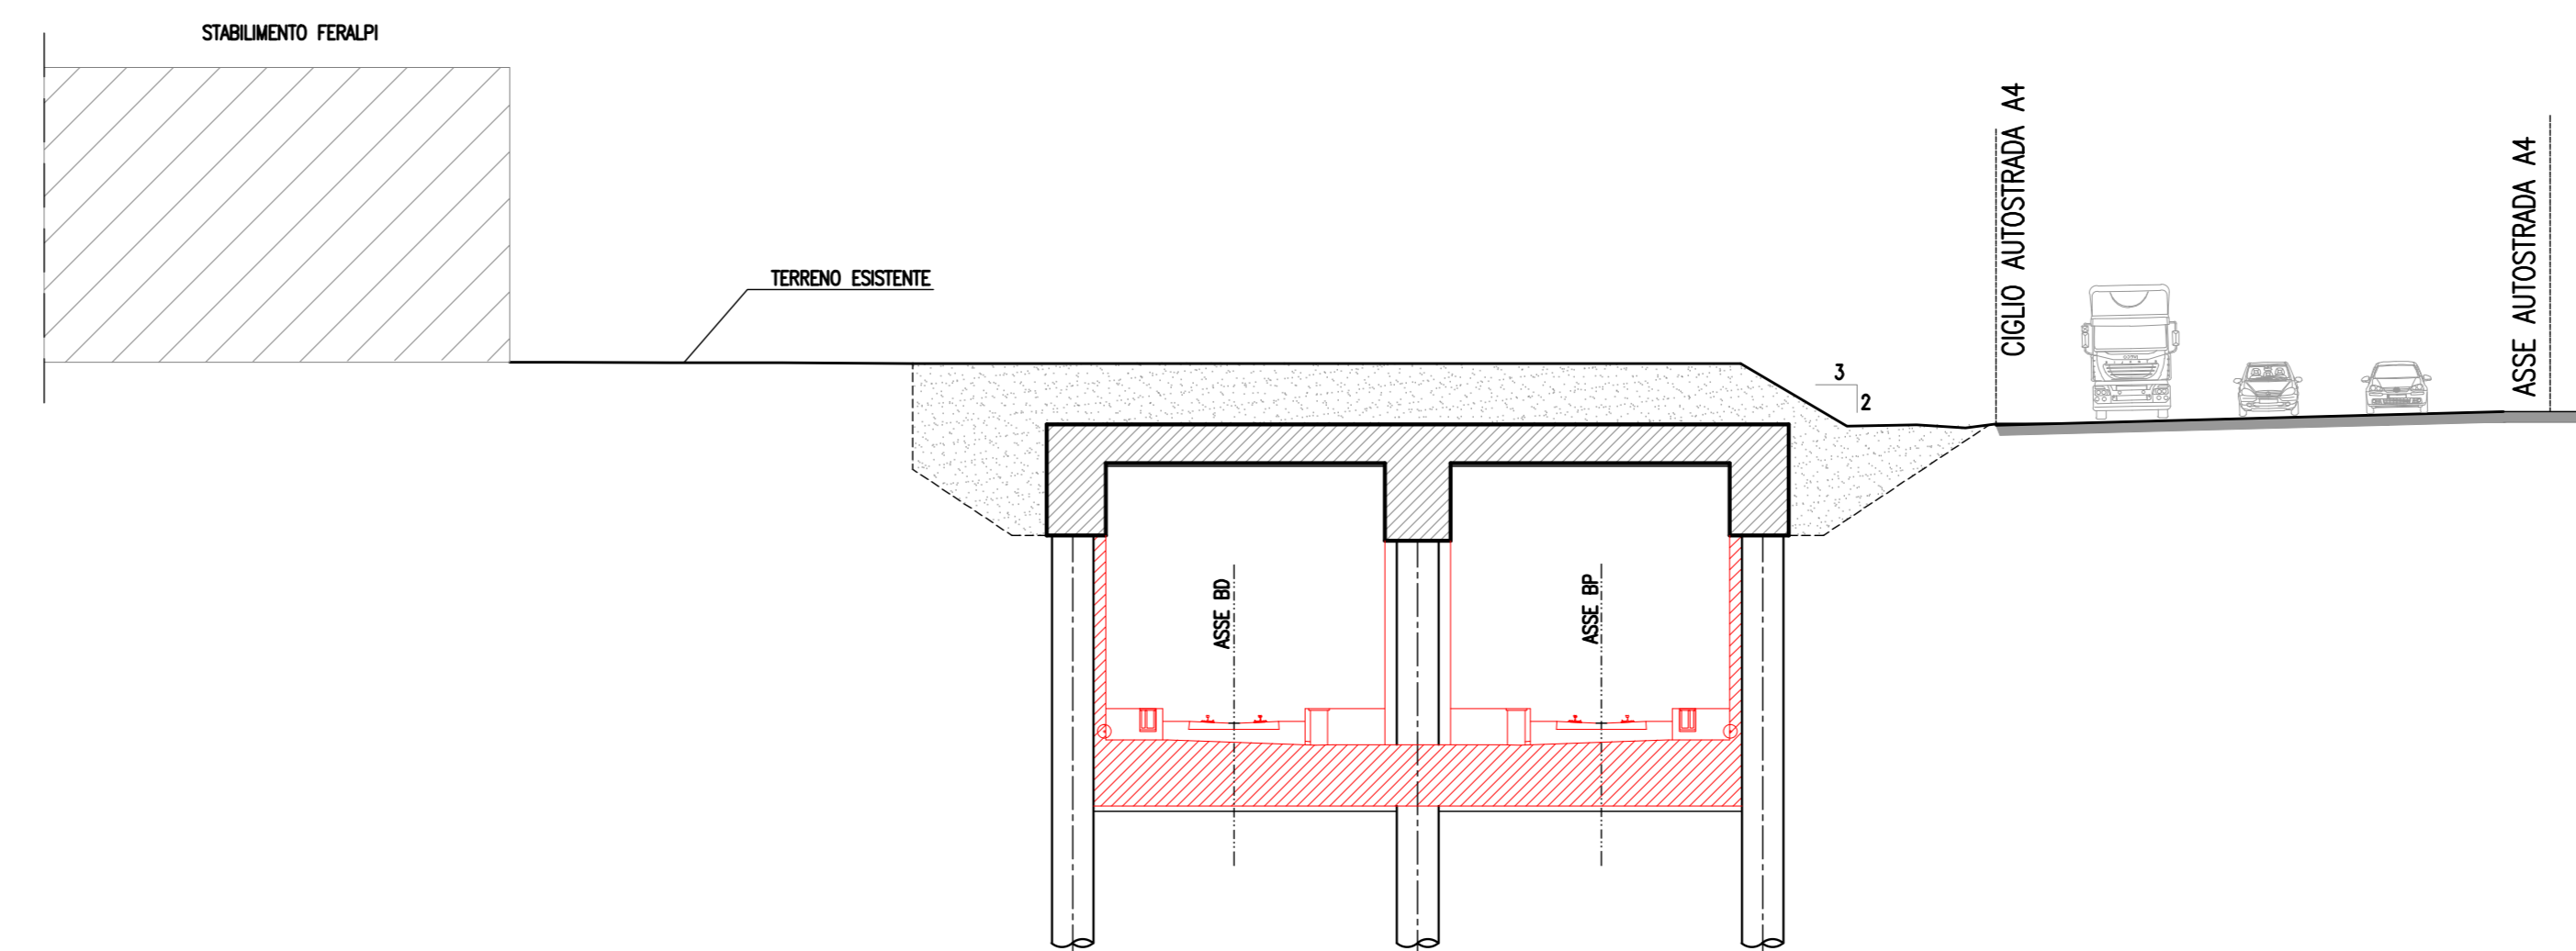 STABILIMENTO FERALPI
TERRENO ESISTENTE
CIGLIO AUTOSTRADA A4
ASSE AUTOSTRADA A4
3
2
ASSE BD
ASSE BP